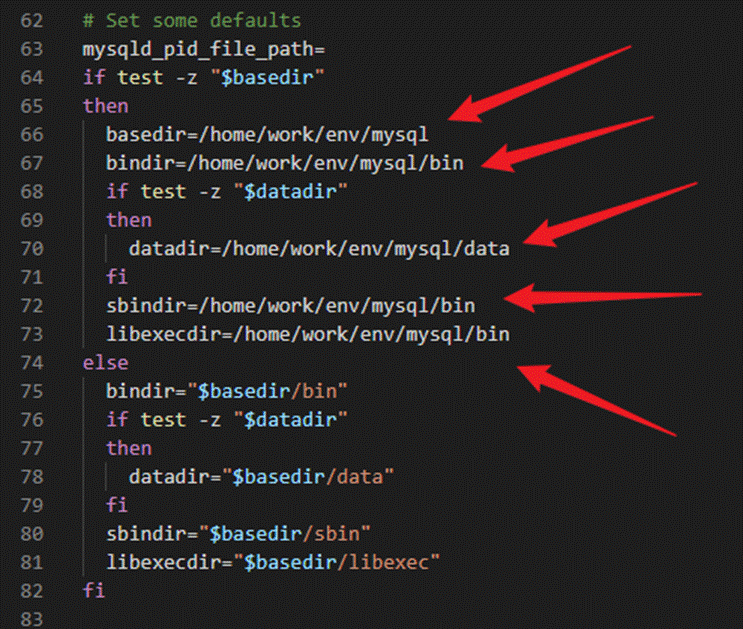 62 # Set some defaults
63 mysqld_pid_file_path=
64 if test -z "$basedir"
65 then
66 basedir=/home/work/env/mysql
67 bindir=/home/work/env/mysql/bin
68 if test -z "$datadir"
69 then
70 datadir=/home/work/env/mysql/data
71 fi
72 sbindir=/home/work/env/mysql/bin
73 libexecdir=/home/work/env/mysql/bin
74 else
75 bindir="$basedir/bin"
76 if test -z "$datadir"
77 then
78 datadir="$basedir/data"
79 fi
80 sbindir="$basedir/sbin"
81 libexecdir="$basedir/libexec"
82 fi
83